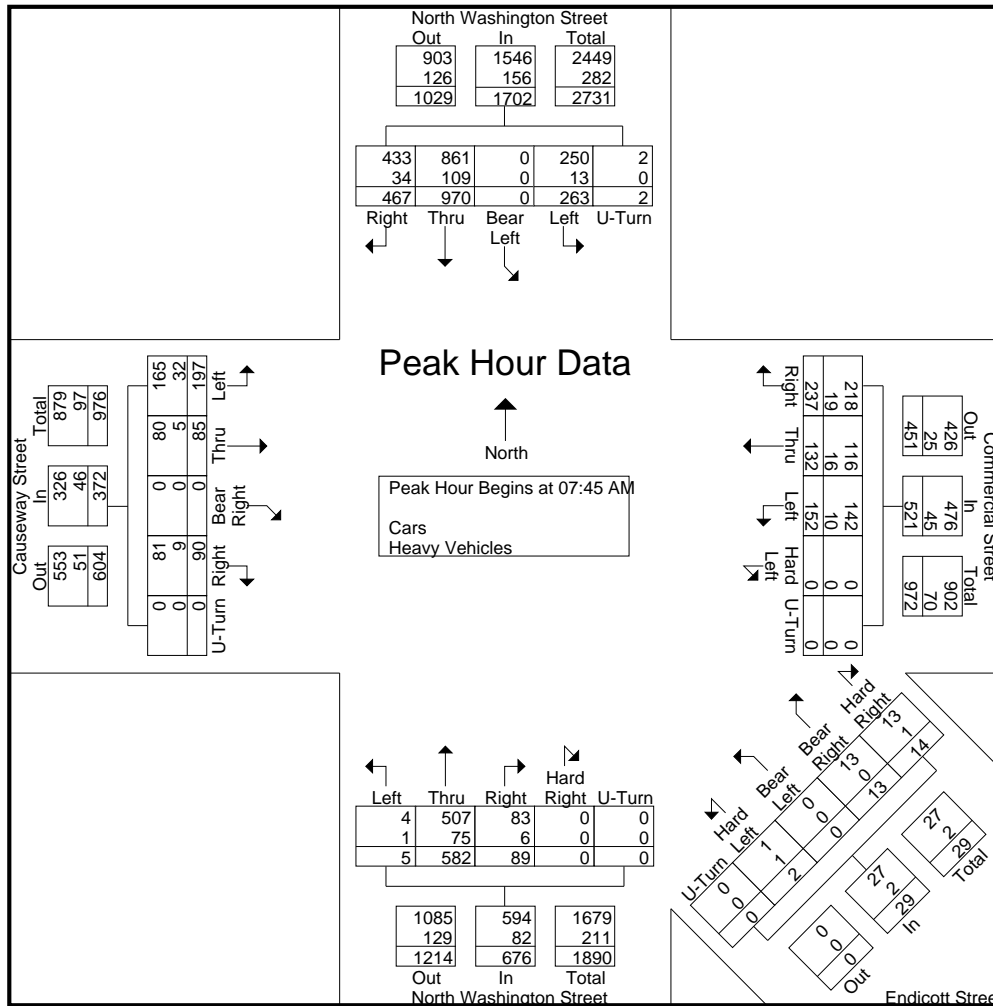 North Washington Street
Out In Total
903 1546 2449
126 156 282
1029 1702 2731
433 861 0 250 2
34 109 0 13 0
467 970 0 263 2
Right Thru Bear Left Left U-Turn
Peak Hour Data
North
Peak Hour Begins at 07:45 AM
Cars
Heavy Vehicles
Causeway Street
Out In Total
553 326 879
51 46 97
604 372 976
165 80 0 81 0
32 5 0 9 0
197 85 0 90 0
Left Thru Bear Right Right U-Turn
Commercial Street
Out In Total
426 476 902
25 45 70
451 521 972
218 116 142 0 0
19 16 10 0 0
237 132 152 0 0
Right Thru Left Hard Left U-Turn
Left Thru Right Hard Right U-Turn
4 507 83 0 0
1 75 6 0 0
5 582 89 0 0
1085 594 1679
129 82 211
1214 676 1890
Out In Total
North Washington Street
U-Turn Hard Left Bear Left Bear Right Hard Right
0 1 0 13 13
0 1 0 0 1
0 2 0 13 14
0 27 27
0 2 2
0 29 29
Out In Total
Endicott Stree